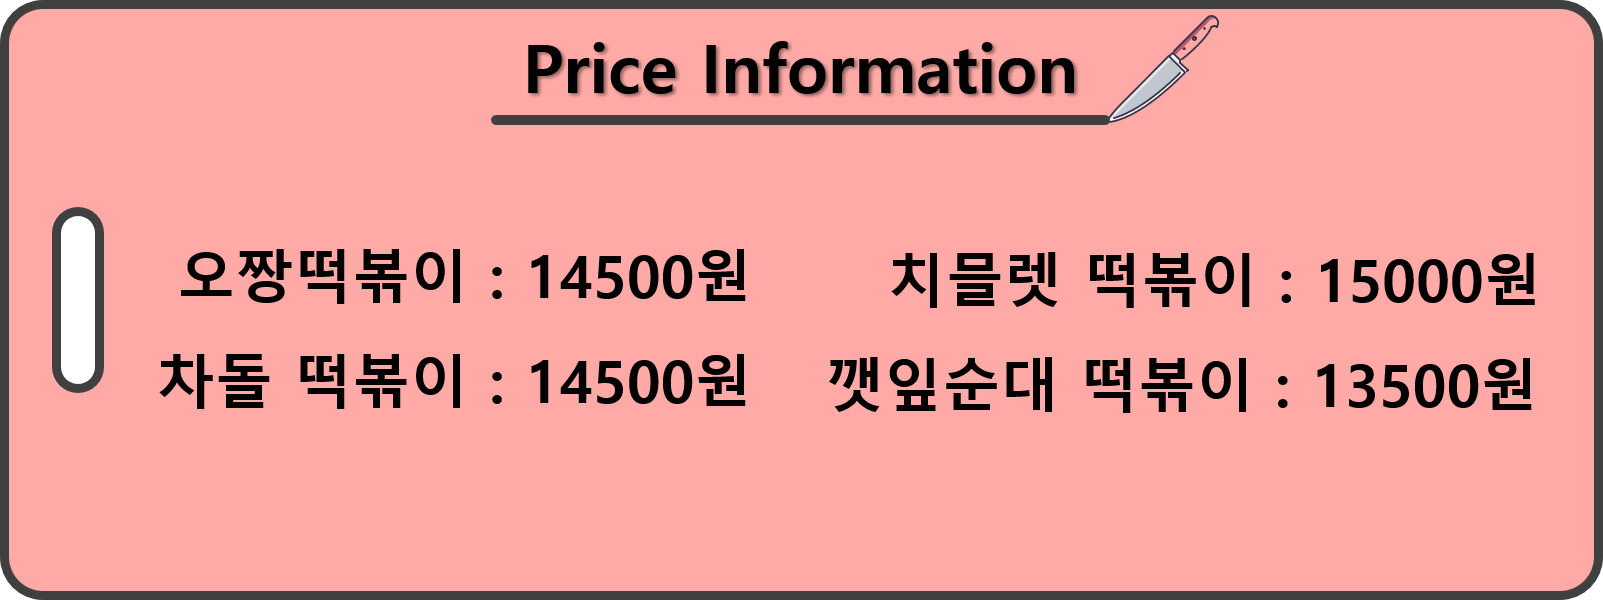 Price Information
오짱떡볶이 : 14500원
치믈렛 떡볶이 : 15000원
차돌 떡볶이 : 14500원
깻잎순대 떡볶이 : 13500원